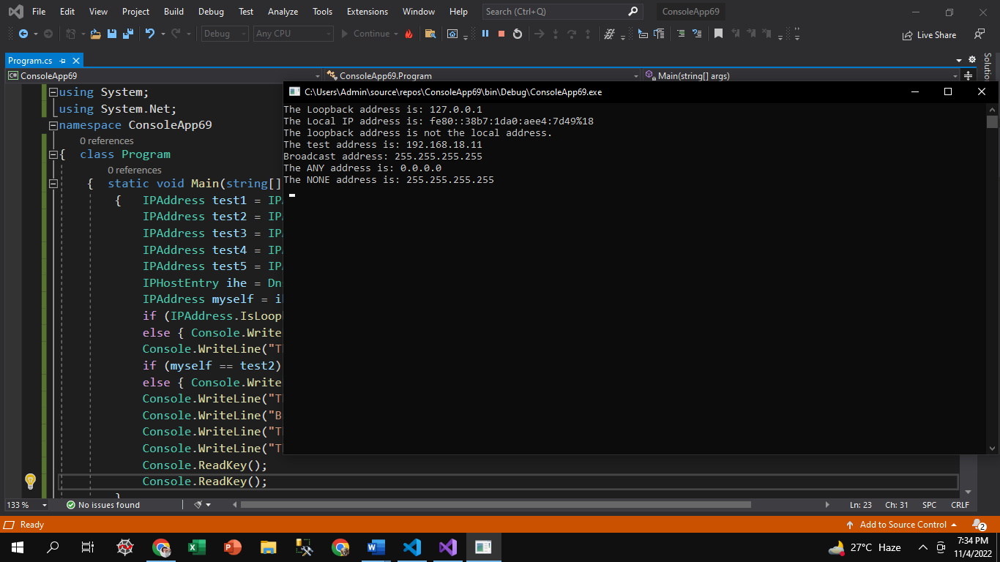 File Edit View Project Build Debug Test Analyze Tools Extensions Window Help Search (Ctrl+Q) ConsoleApp69
Debug Any CPU Continue Live Share
Program.cs
ConsoleApp69 ConsoleApp69.Program Main(string[] args)
Solutio
C:\Users\Admin\source\repos\ConsoleApp69\bin\Debug\ConsoleApp69.exe
The Loopback address is: 127.0.0.1
The Local IP address is: fe80::38b7:1da0:aee4:7d49%18
The loopback address is not the local address.
The test address is: 192.168.18.11
Broadcast address: 255.255.255.255
The ANY address is: 0.0.0.0
The NONE address is: 255.255.255.255
using System;
using System.Net;
namespace ConsoleApp69
0 references
{ class Program
0 references
{ static void Main(string[]
{ IPAddress test1 = IPA
IPAddress test2 = IPA
IPAddress test3 = IPA
IPAddress test4 = IPA
IPAddress test5 = IPA
IPHostEntry ihe = Dn
IPAddress myself = i
if (IPAddress.IsLoop
else { Console.Write
Console.WriteLine("T
if (myself == test2)
else { Console.Write
Console.WriteLine("T
Console.WriteLine("B
Console.WriteLine("T
Console.WriteLine("T
Console.ReadKey();
Console.ReadKey();
133 % No issues found Ln: 23 Ch: 31 SPC CRLF
Ready Add to Source Control 2
27°C Haze 7:34 PM
11/4/2022